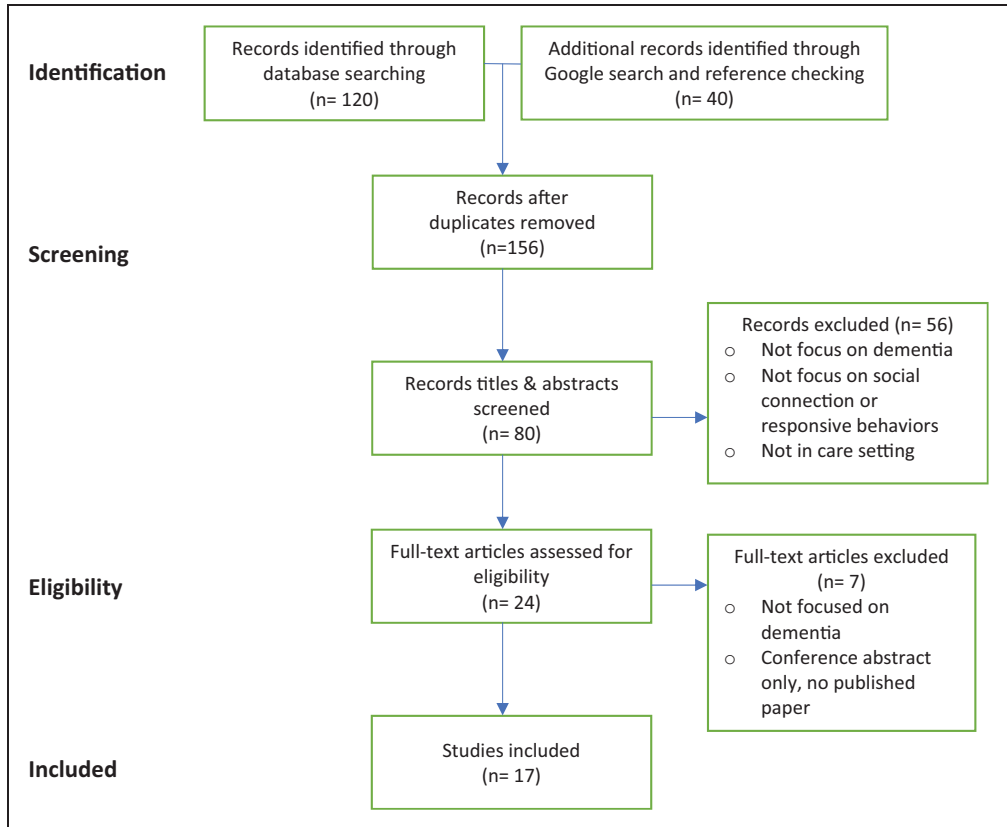 Identification
Records identified through
database searching
(n= 120)
Additional records identified through
Google search and reference checking
(n= 40)
Screening
Records after
duplicates removed
(n=156)
Records titles & abstracts
screened
(n= 80)
Records excluded (n= 56)
o Not focus on dementia
o Not focus on social
connection or
responsive behaviors
o Not in care setting
Eligibility
Full-text articles assessed for
eligibility
(n= 24)
Full-text articles excluded
(n= 7)
o Not focused on
dementia
o Conference abstract
only, no published
paper
Included
Studies included
(n= 17)